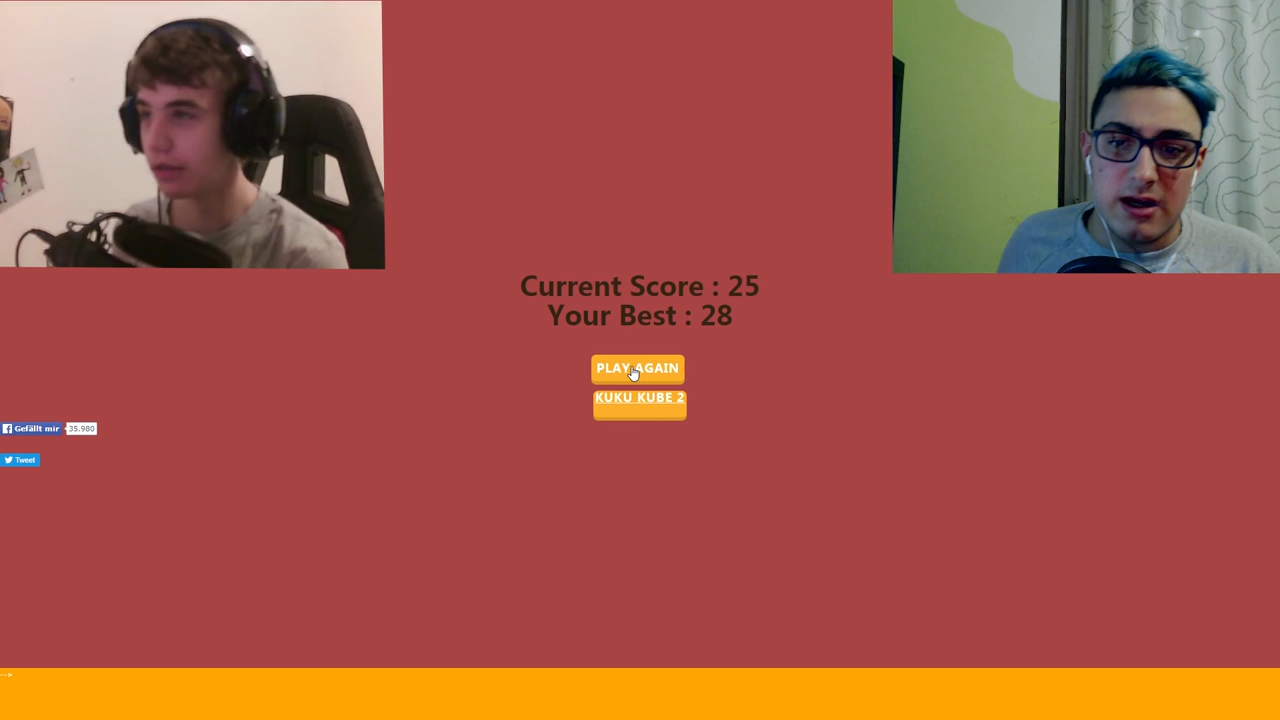 Current Score : 25
Your Best : 28
PLAY AGAIN
KUKU KUBE 2
Gefällt mir 35.980
Tweet
-->